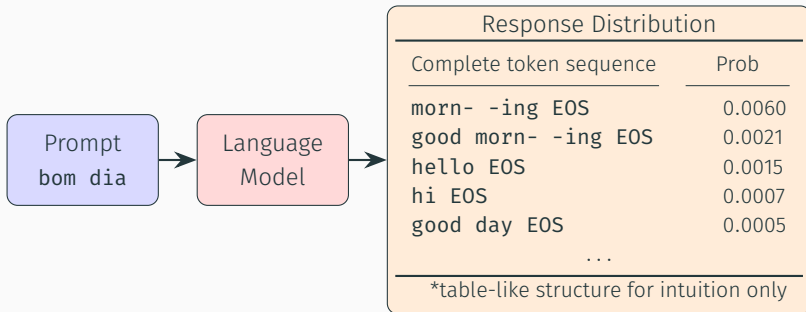 Prompt
bom dia
Language
Model
Response Distribution
Complete token sequence Prob
morn- -ing EOS 0.0060
good morn- -ing EOS 0.0021
hello EOS 0.0015
hi EOS 0.0007
good day EOS 0.0005
...
*table-like structure for intuition only